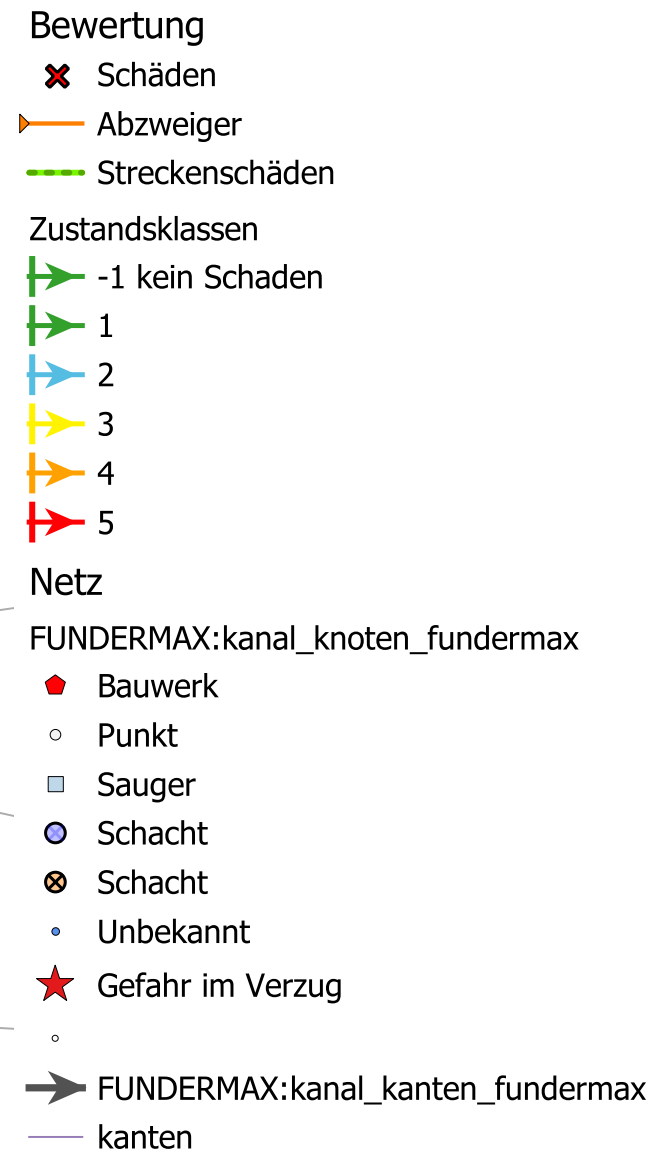 Bewertung
Schäden
Abzweiger
Streckenschäden
Zustandsklassen
-1 kein Schaden
1
2
3
4
5
Netz
FUNDERMAX:kanal_knoten_fundermax
Bauwerk
Punkt
Sauger
Schacht
Schacht
Unbekannt
Gefahr im Verzug
FUNDERMAX:kanal_kanten_fundermax
kanten